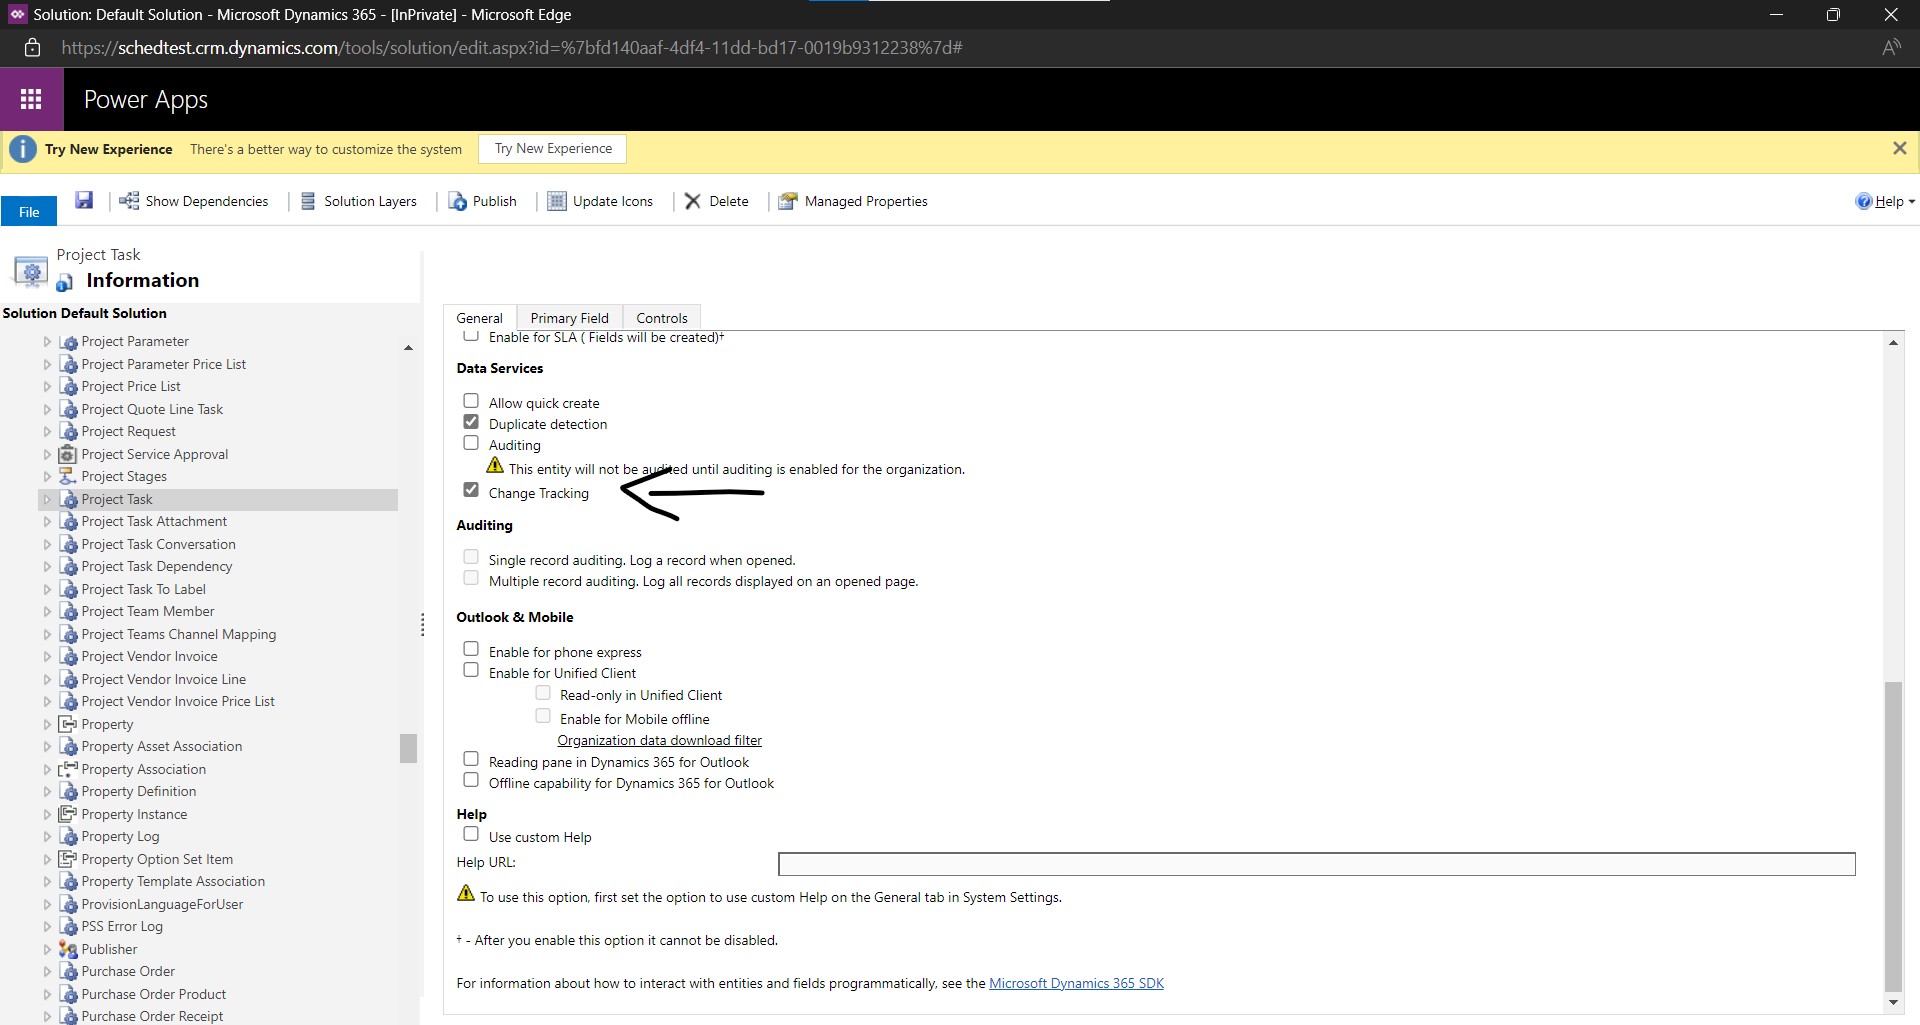 Solution: Default Solution - Microsoft Dynamics 365 - [InPrivate] - Microsoft Edge
https://schedtest.crm.dynamics.com/tools/solution/edit.aspx?id=%7bfd140aaf-4df4-11dd-bd17-0019b9312238%7d#
Power Apps
Try New Experience There's a better way to customize the system Try New Experience
File Show Dependencies Solution Layers Publish Update Icons Delete Managed Properties Help
Project Task
Information
Solution Default Solution
Project Parameter
Project Parameter Price List
Project Price List
Project Quote Line Task
Project Request
Project Service Approval
Project Stages
Project Task
Project Task Attachment
Project Task Conversation
Project Task Dependency
Project Task To Label
Project Team Member
Project Teams Channel Mapping
Project Vendor Invoice
Project Vendor Invoice Line
Project Vendor Invoice Price List
Property
Property Asset Association
Property Association
Property Definition
Property Instance
Property Log
Property Option Set Item
Property Template Association
ProvisionLanguageForUser
PSS Error Log
Publisher
Purchase Order
Purchase Order Product
Purchase Order Receipt
General Primary Field Controls
Enable for SLA ( Fields will be created)†
Data Services
Allow quick create
Duplicate detection
Auditing
This entity will not be audited until auditing is enabled for the organization.
Change Tracking
Auditing
Single record auditing. Log a record when opened.
Multiple record auditing. Log all records displayed on an opened page.
Outlook & Mobile
Enable for phone express
Enable for Unified Client
Read-only in Unified Client
Enable for Mobile offline
Organization data download filter
Reading pane in Dynamics 365 for Outlook
Offline capability for Dynamics 365 for Outlook
Help
Use custom Help
Help URL:
To use this option, first set the option to use custom Help on the General tab in System Settings.
† - After you enable this option it cannot be disabled.
For information about how to interact with entities and fields programmatically, see the Microsoft Dynamics 365 SDK